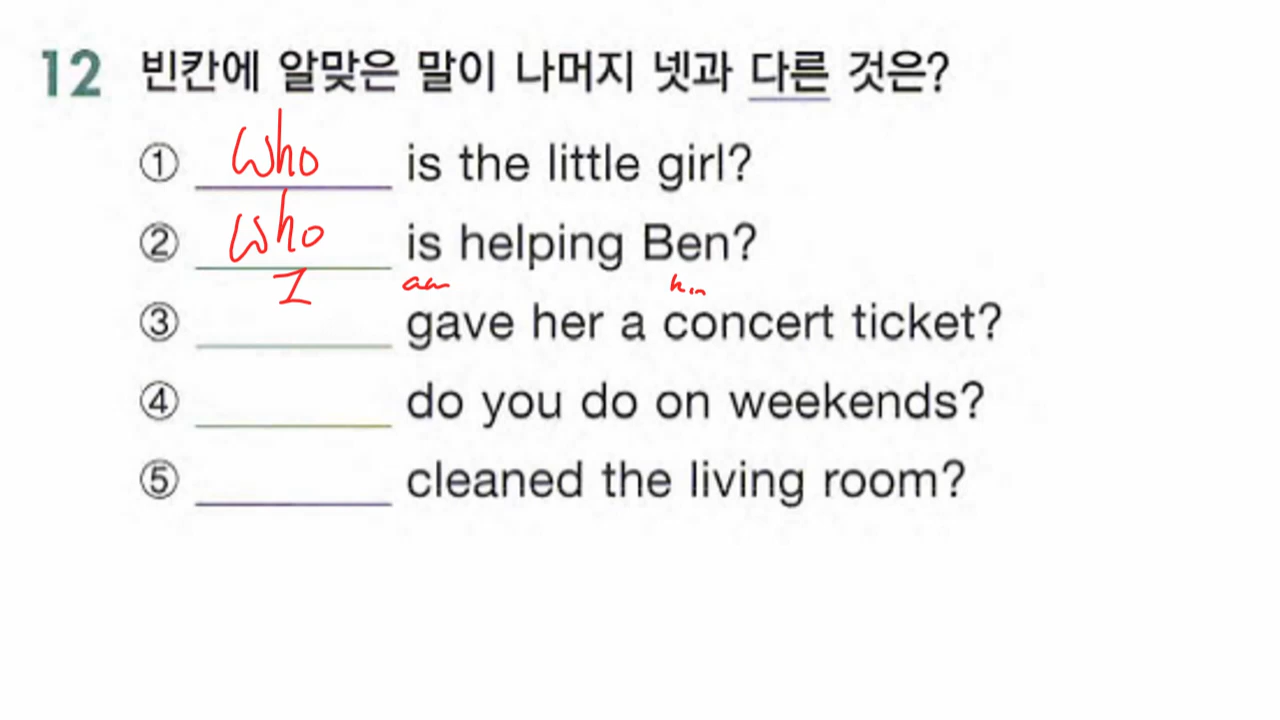 12 빈칸에 알맞은 말이 나머지 넷과 다른 것은?
① Who is the little girl?
② Who is helping Ben?
I am him
③ gave her a concert ticket?
④ do you do on weekends?
⑤ cleaned the living room?